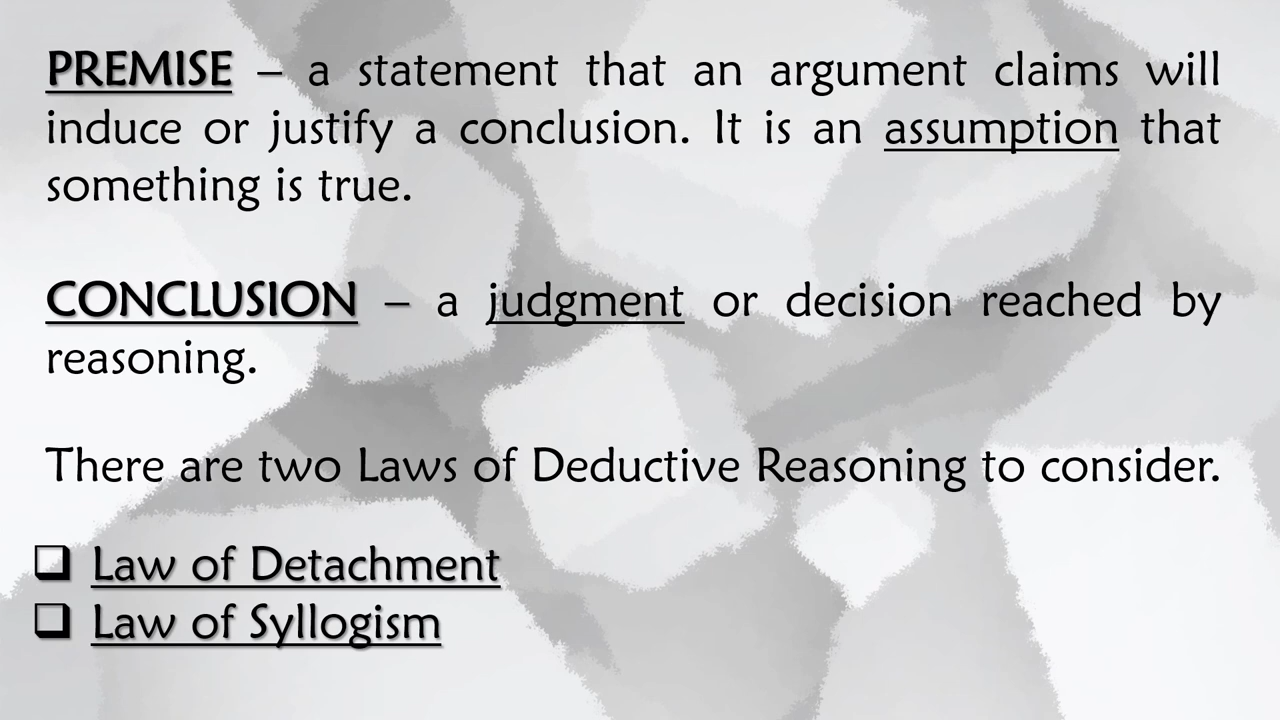 PREMISE – a statement that an argument claims will
induce or justify a conclusion. It is an assumption that
something is true.
CONCLUSION – a judgment or decision reached by
reasoning.
There are two Laws of Deductive Reasoning to consider.
❑ Law of Detachment
❑ Law of Syllogism